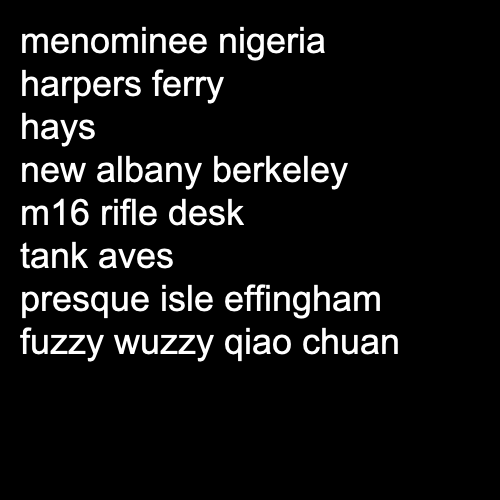 menominee nigeria
harpers ferry
hays
new albany berkeley
m16 rifle desk
tank aves
presque isle effingham
fuzzy wuzzy qiao chuan